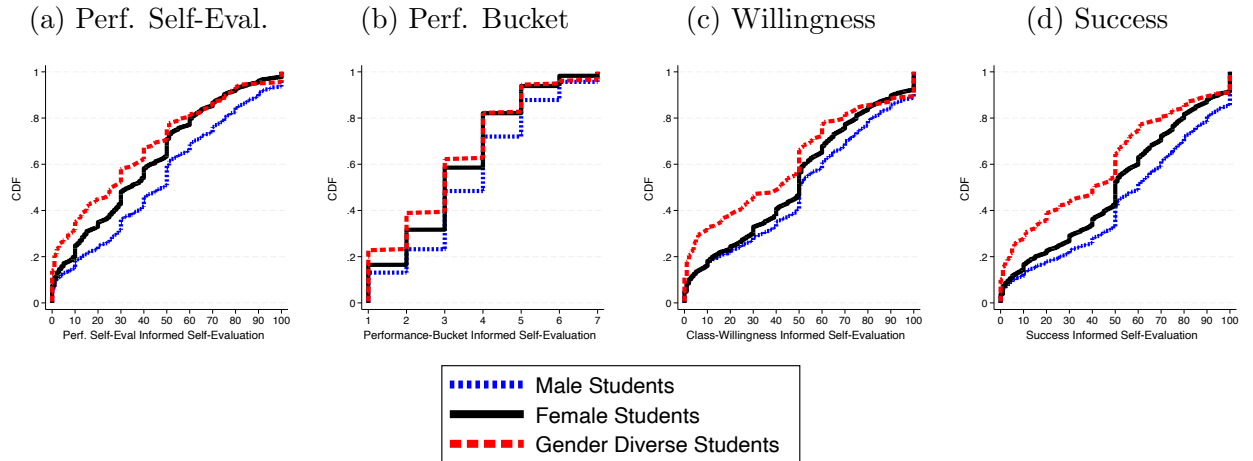 (a) Perf. Self-Eval. (b) Perf. Bucket (c) Willingness (d) Success
CDF
1
.8
.6
.4
.2
0
0 10 20 30 40 50 60 70 80 90 100
Perf. Self-Eval Informed Self-Evaluation
CDF
1
.8
.6
.4
.2
0
1 2 3 4 5 6 7
Performance-Bucket Informed Self-Evaluation
CDF
1
.8
.6
.4
.2
0
0 10 20 30 40 50 60 70 80 90 100
Class-Willingness Informed Self-Evaluation
CDF
1
.8
.6
.4
.2
0
0 10 20 30 40 50 60 70 80 90 100
Success Informed Self-Evaluation
Male Students
Female Students
Gender Diverse Students